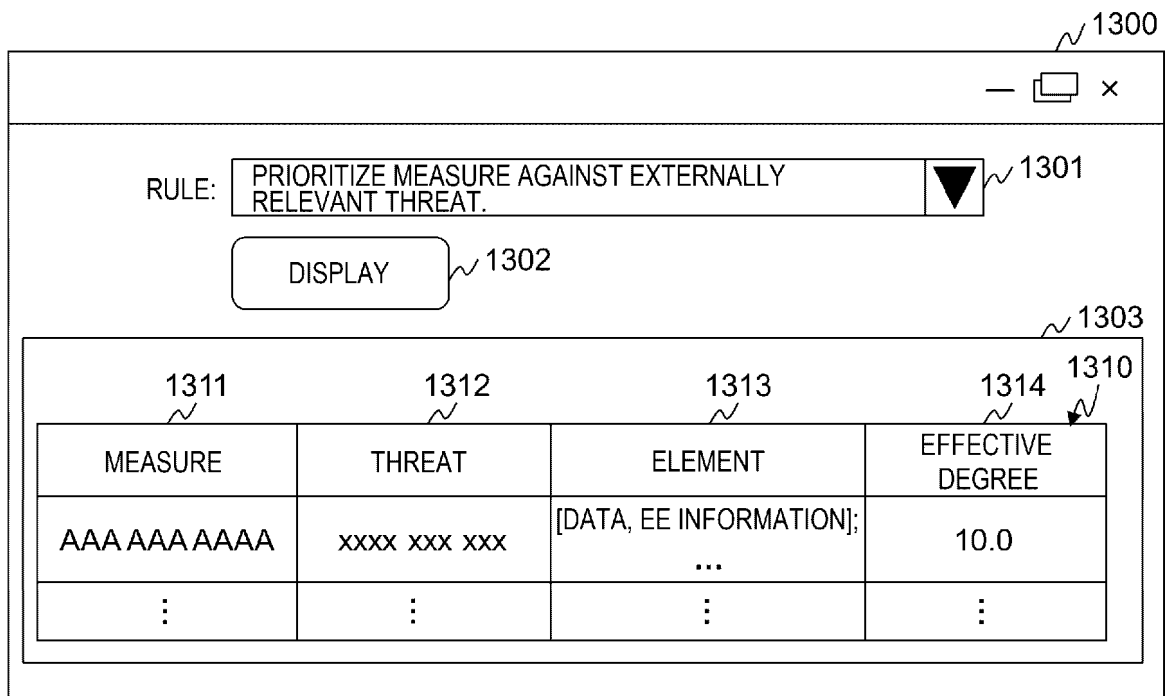 1300
— ×
RULE: PRIORITIZE MEASURE AGAINST EXTERNALLY
RELEVANT THREAT. ▼ 1301
DISPLAY 1302
1303
1311 1312 1313 1314 1310
MEASURE THREAT ELEMENT EFFECTIVE
DEGREE
AAA AAA AAAA xxxx xxx xxx [DATA, EE INFORMATION]; 10.0
...
⋮ ⋮ ⋮ ⋮